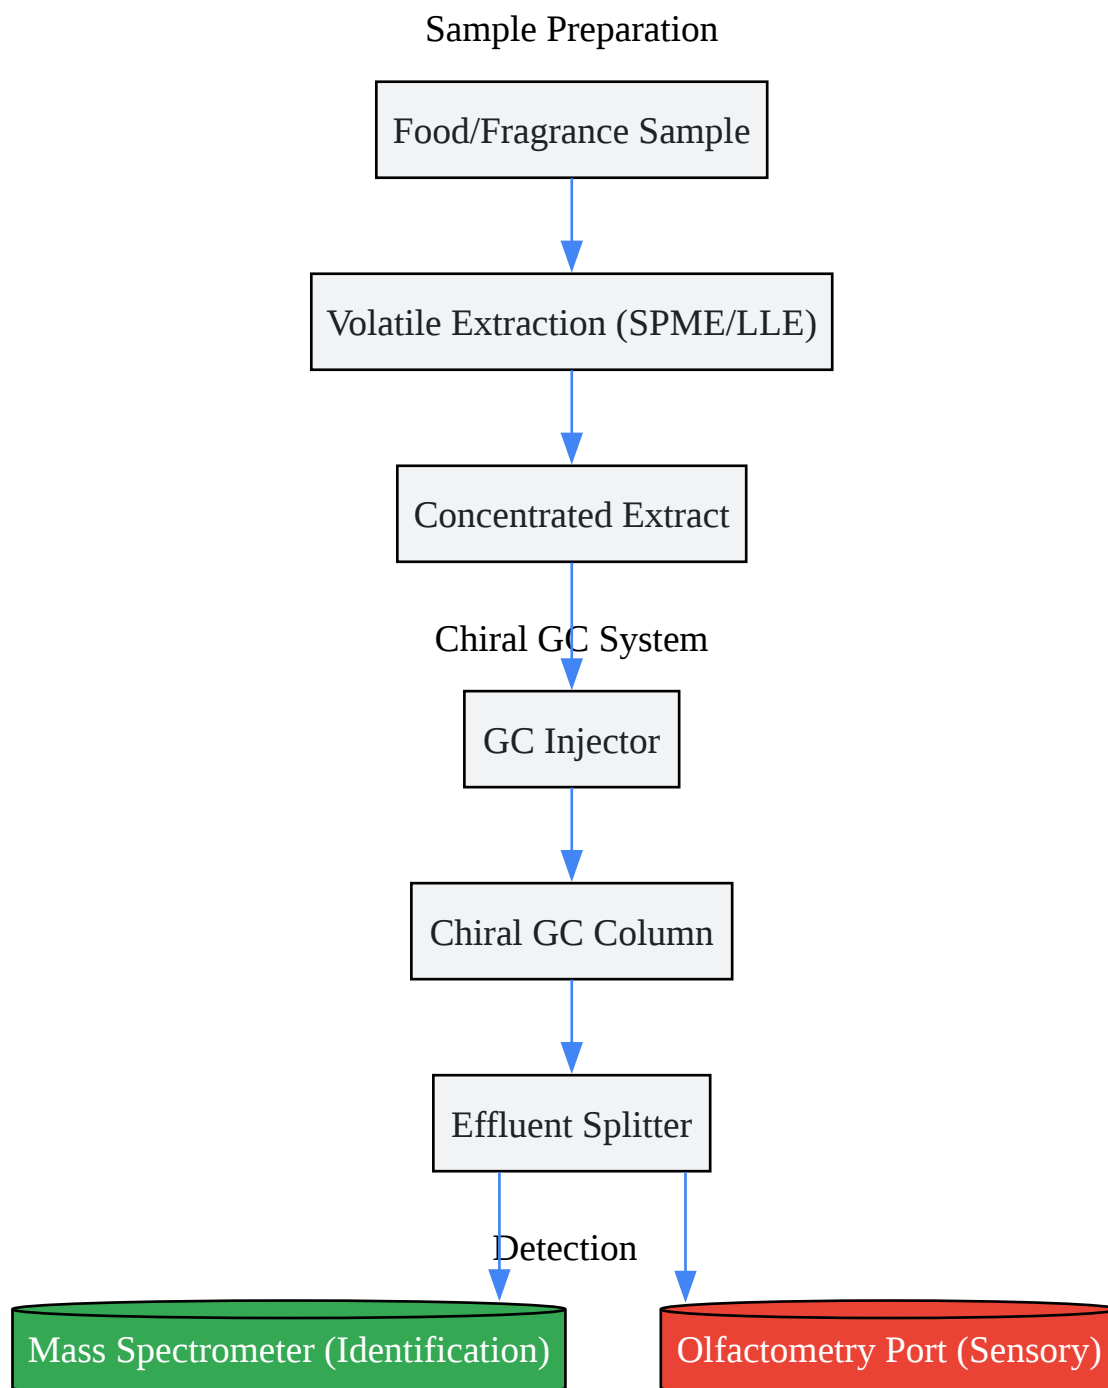 Sample Preparation
Food/Fragrance Sample
Volatile Extraction (SPME/LLE)
Concentrated Extract
Chiral GC System
GC Injector
Chiral GC Column
Effluent Splitter
Detection
Mass Spectrometer (Identification)
Olfactometry Port (Sensory)